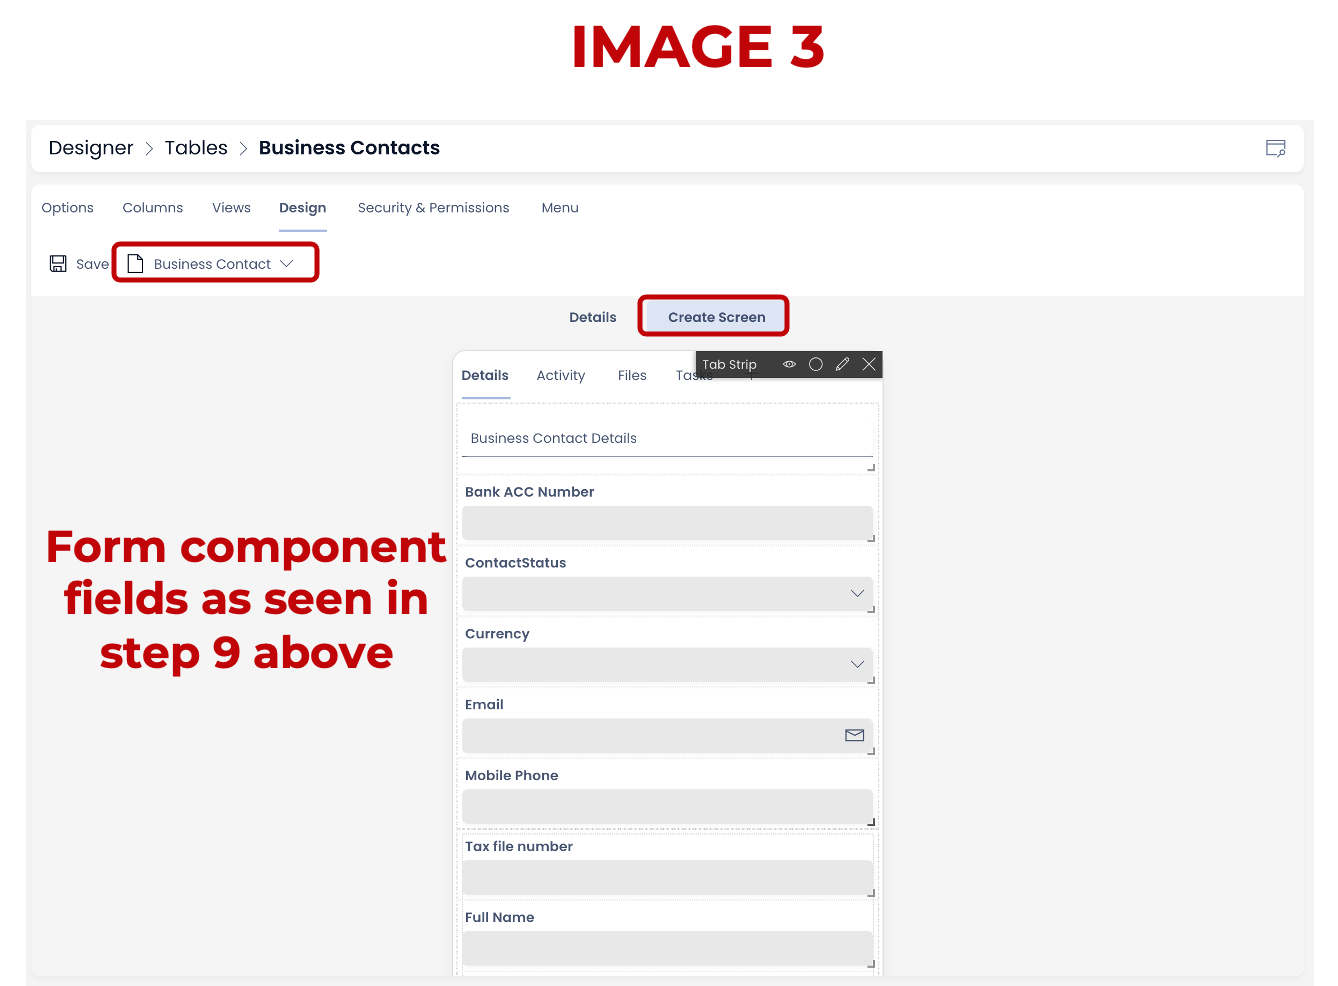 IMAGE 3
Designer > Tables > Business Contacts
Options Columns Views Design Security & Permissions Menu
Save Business Contact
Details Create Screen
Tab Strip
Details Activity Files Tasks
Business Contact Details
Bank ACC Number
ContactStatus
Form component
fields as seen in
step 9 above
Currency
Email
Mobile Phone
Tax file number
Full Name